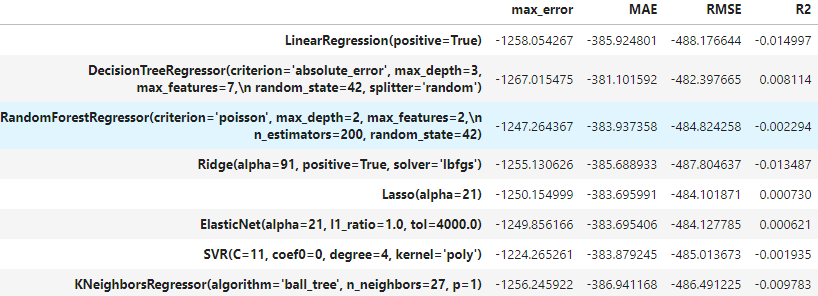 max_error MAE RMSE R2
LinearRegression(positive=True) -1258.054267 -385.924801 -488.176644 -0.014997
DecisionTreeRegressor(criterion='absolute_error', max_depth=3,
max_features=7,\n random_state=42, splitter='random') -1267.015475 -381.101592 -482.397665 0.008114
RandomForestRegressor(criterion='poisson', max_depth=2, max_features=2,\n
n_estimators=200, random_state=42) -1247.264367 -383.937358 -484.824258 -0.002294
Ridge(alpha=91, positive=True, solver='lbfgs') -1255.130626 -385.688933 -487.804637 -0.013487
Lasso(alpha=21) -1250.154999 -383.695991 -484.101871 0.000730
ElasticNet(alpha=21, l1_ratio=1.0, tol=4000.0) -1249.856166 -383.695406 -484.127785 0.000621
SVR(C=11, coef0=0, degree=4, kernel='poly') -1224.265261 -383.879245 -485.013673 -0.001935
KNeighborsRegressor(algorithm='ball_tree', n_neighbors=27, p=1) -1256.245922 -386.941168 -486.491225 -0.009783